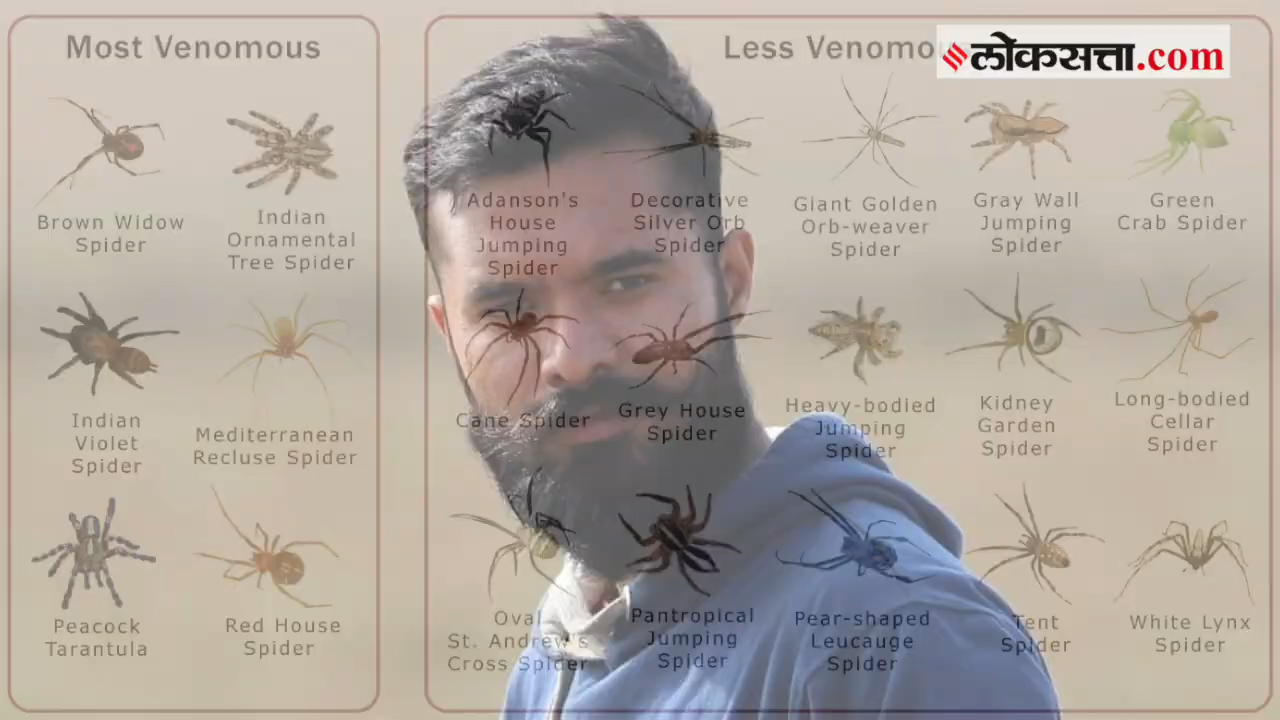 Most Venomous
Brown Widow
Spider
Indian
Ornamental
Tree Spider
Indian
Violet
Spider
Mediterranean
Recluse Spider
Peacock
Tarantula
Red House
Spider
Less
लोकसत्ता.com
Adanson's
House
Jumping
Spider
Decorative
Silver Orb
Spider
Giant Golden
Orb-weaver
Spider
Gray Wall
Jumping
Spider
Green
Crab Spider
Cane Spider
Grey House
Spider
Heavy-bodied
Jumping
Spider
Kidney
Garden
Spider
Long-bodied
Cellar
Spider
Oval
St. Andrew's
Cross Spider
Pantropical
Jumping
Spider
Pear-shaped
Leucauge
Spider
Tent
Spider
White Lynx
Spider